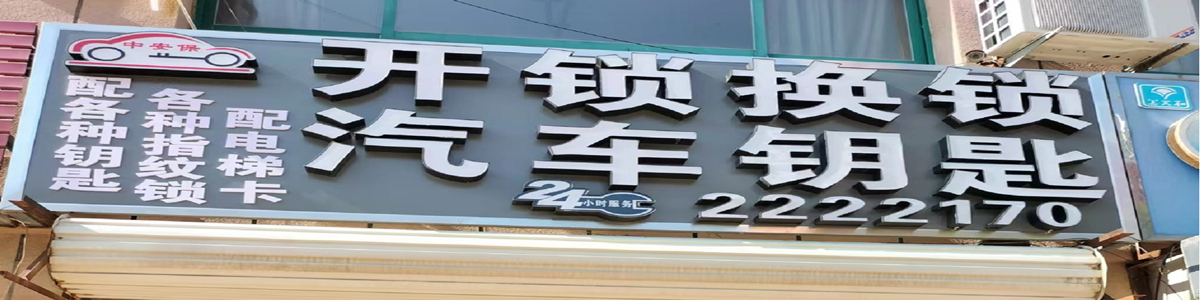 中安保
配各种钥匙
各种指纹锁
配电梯卡
开锁换锁
汽车钥匙
24小时服务
2222170